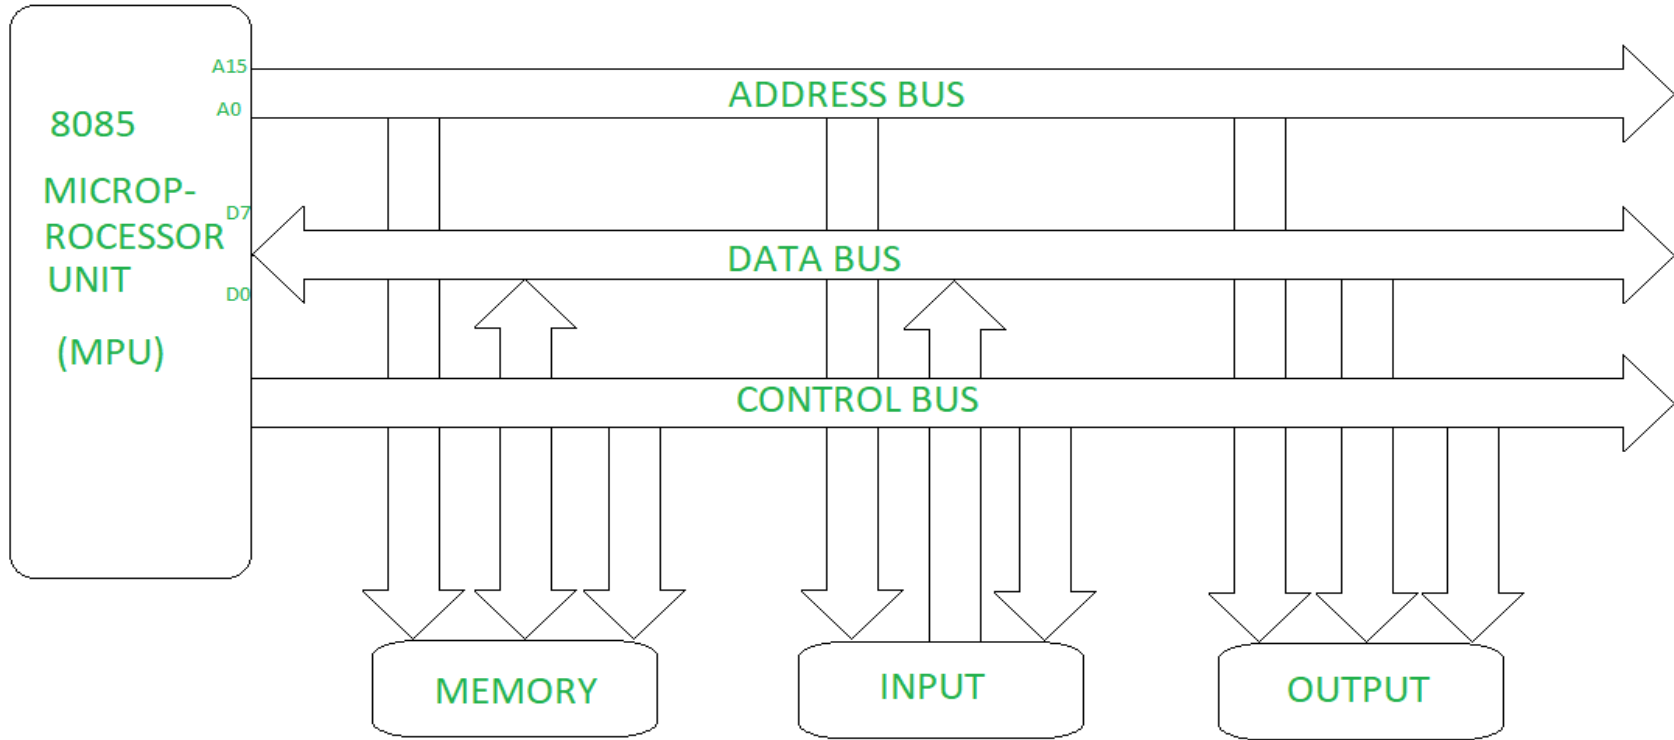 8085
MICROP-
ROCESSOR
UNIT
(MPU)
A15
A0
D7
D0
ADDRESS BUS
DATA BUS
CONTROL BUS
MEMORY
INPUT
OUTPUT